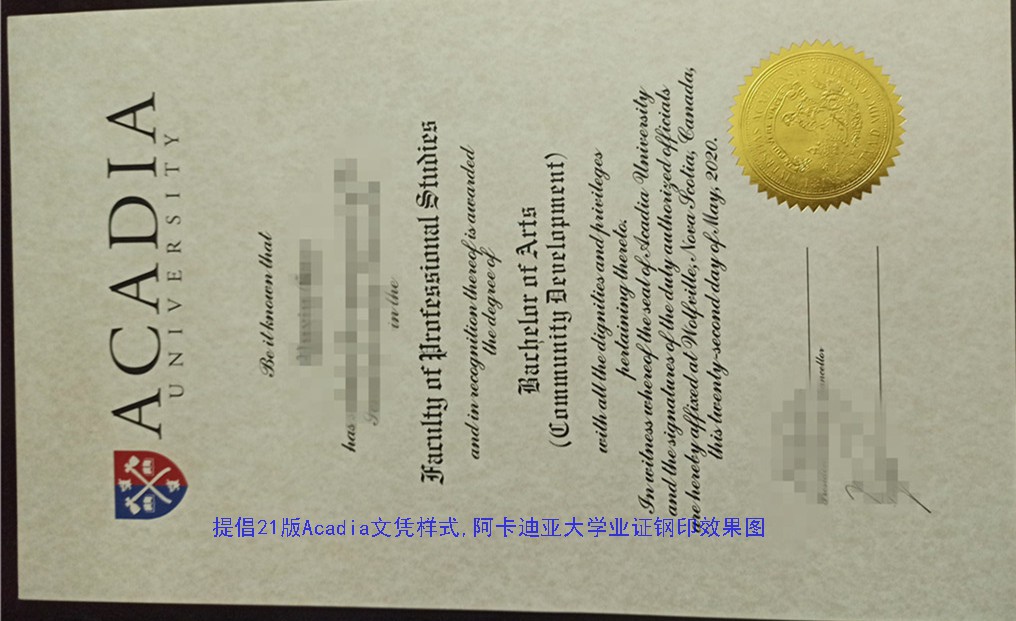 ACADIA
UNIVERSITY
Be it known that
has
in the
Faculty of Professional Studies
and in recognition thereof is awarded
the degree of
Bachelor of Arts
(Community Development)
with all the dignities and privileges
pertaining thereto.
In witness whereof the seal of Acadia University
and the signatures of the duly authorized officials
are hereby affixed at Wolfville, Nova Scotia, Canada,
this twenty-second day of May, 2020.
提倡21版Acadia文凭样式,阿卡迪亚大学业证钢印效果图